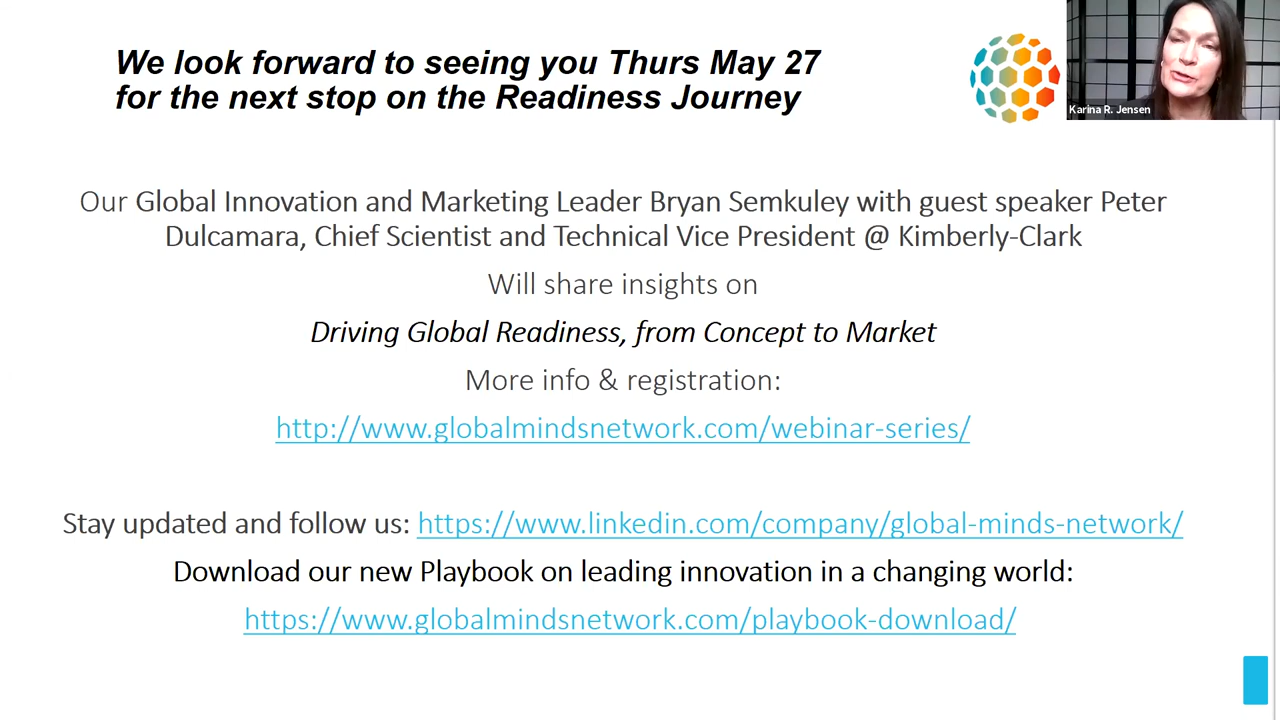 We look forward to seeing you Thurs May 27
for the next stop on the Readiness Journey
Karina R. Jensen
Our Global Innovation and Marketing Leader Bryan Semkuley with guest speaker Peter
Dulcamara, Chief Scientist and Technical Vice President @ Kimberly-Clark
Will share insights on
Driving Global Readiness, from Concept to Market
More info & registration:
http://www.globalmindsnetwork.com/webinar-series/
Stay updated and follow us: https://www.linkedin.com/company/global-minds-network/
Download our new Playbook on leading innovation in a changing world:
https://www.globalmindsnetwork.com/playbook-download/